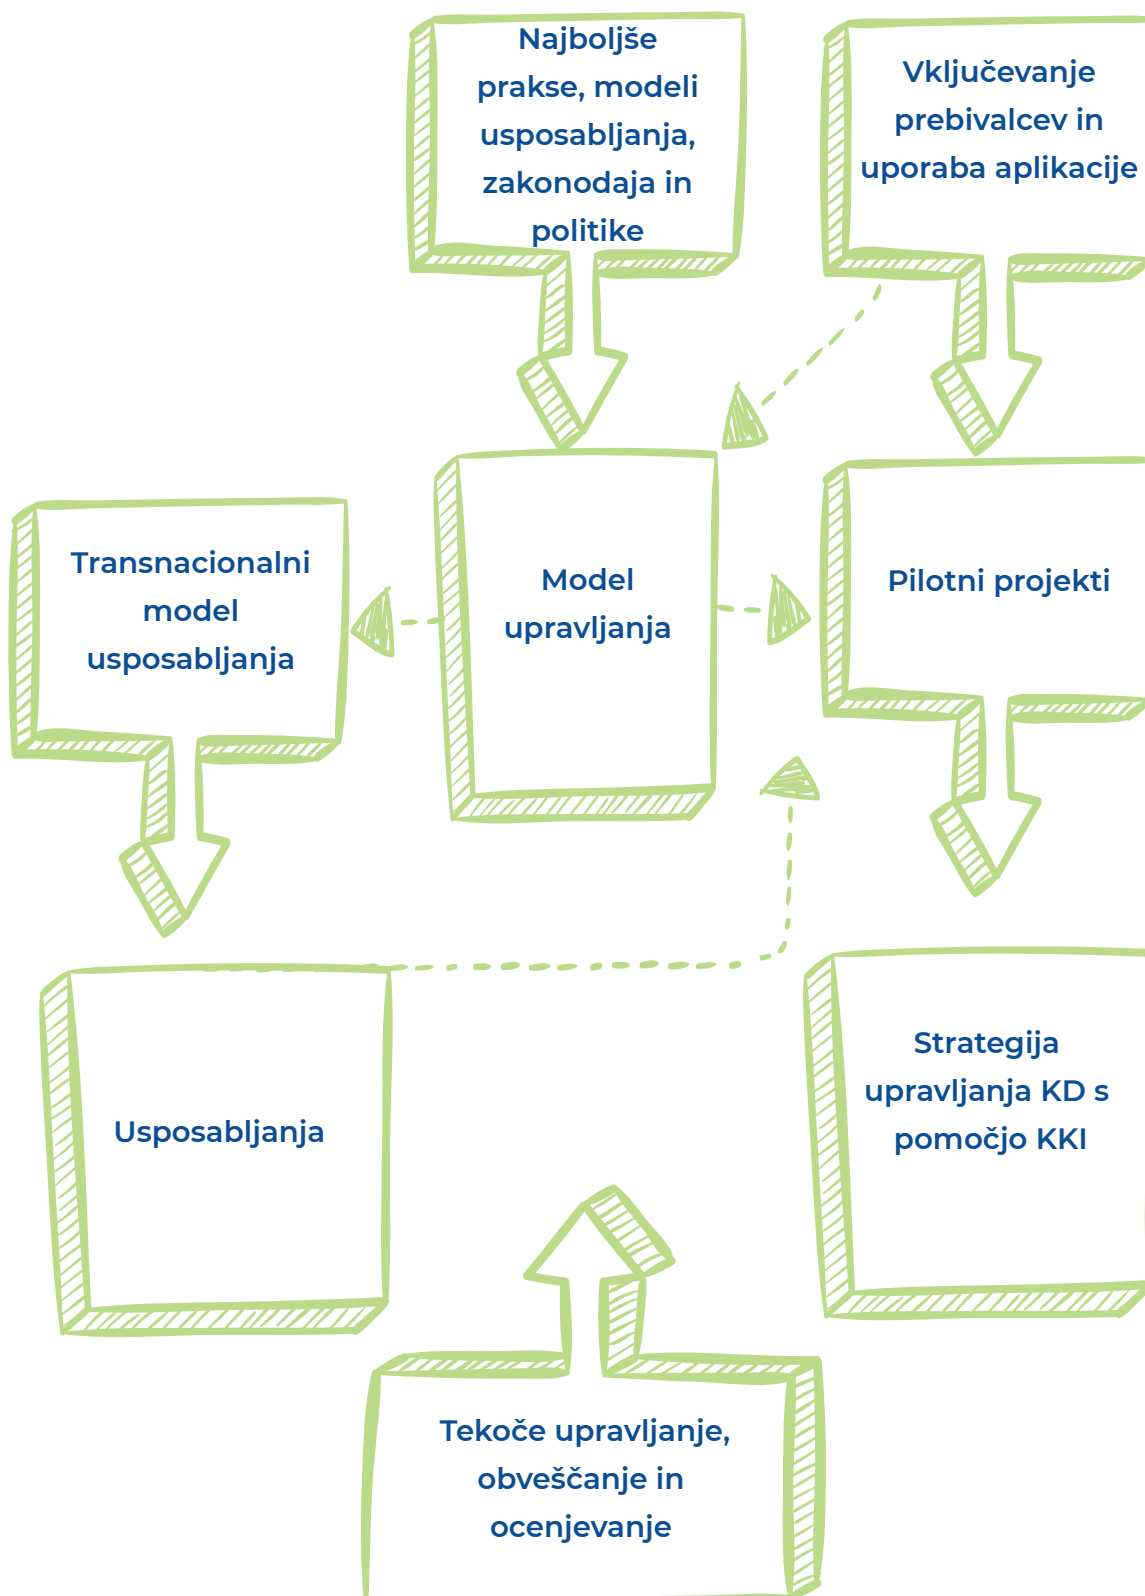 Najboljše
prakse, modeli
usposabljanja,
zakonodaja in
politike
Vključevanje
prebivalcev in
uporaba aplikacije
Transnacionalni
model
usposabljanja
Model
upravljanja
Pilotni projekti
Usposabljanja
Strategija
upravljanja KD s
pomočjo KKI
Tekoče upravljanje,
obveščanje in
ocenjevanje